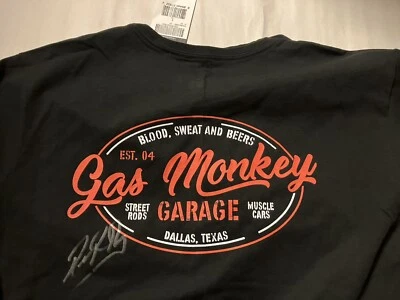 BLOOD, SWEAT AND BEERS
EST. 04
Gas Monkey
STREET RODS
GARAGE
MUSCLE CARS
DALLAS, TEXAS